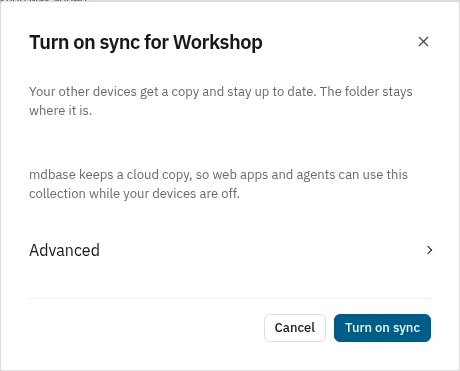 Turn on sync for Workshop
Your other devices get a copy and stay up to date. The folder stays
where it is.
mdbase keeps a cloud copy, so web apps and agents can use this
collection while your devices are off.
Advanced
Cancel
Turn on sync